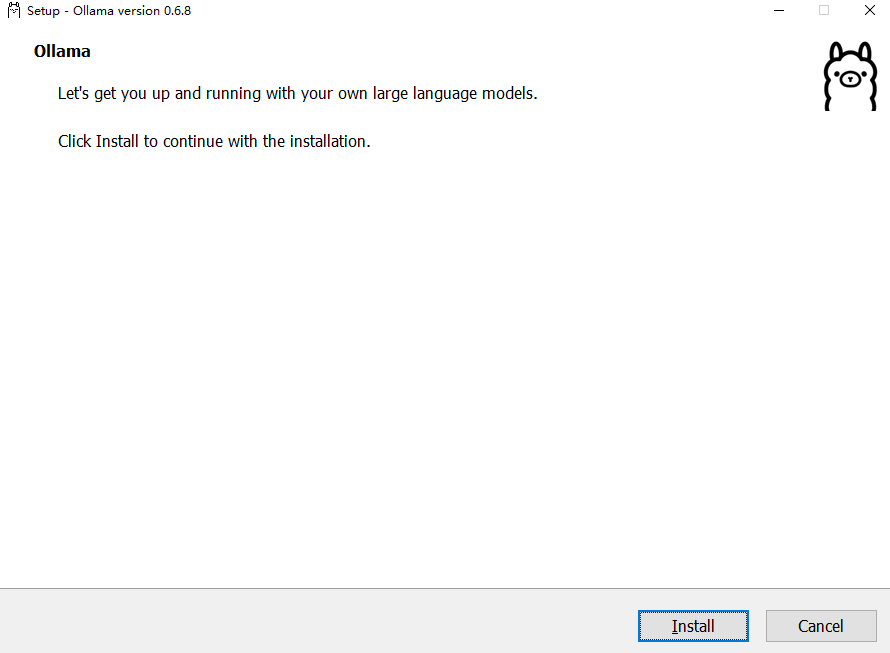 Setup - Ollama version 0.6.8
Ollama
Let's get you up and running with your own large language models.
Click Install to continue with the installation.
Install
Cancel